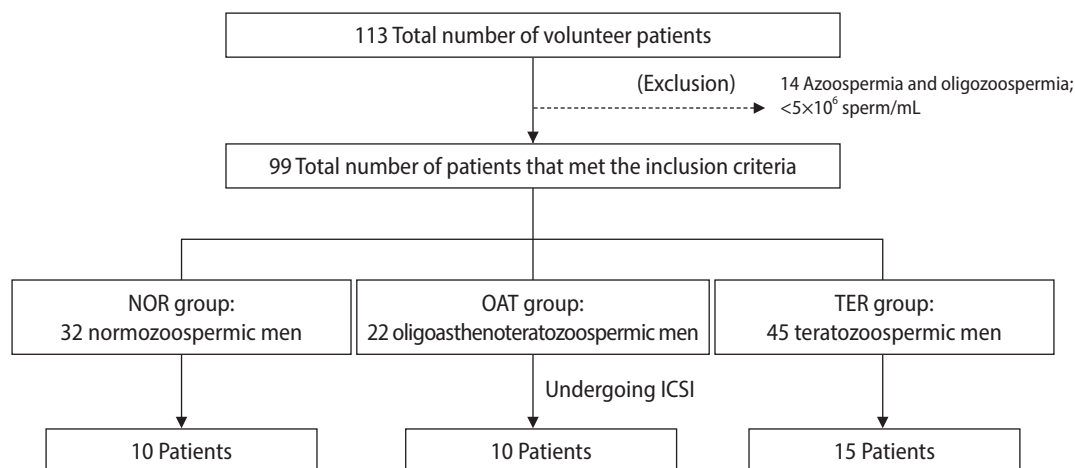 113 Total number of volunteer patients
(Exclusion)
14 Azoospermia and oligozoospermia;
<5×10⁶ sperm/mL
99 Total number of patients that met the inclusion criteria
NOR group:
32 normozoospermic men
OAT group:
22 oligoasthenoteratozoospermic men
TER group:
45 teratozoospermic men
Undergoing ICSI
10 Patients
10 Patients
15 Patients